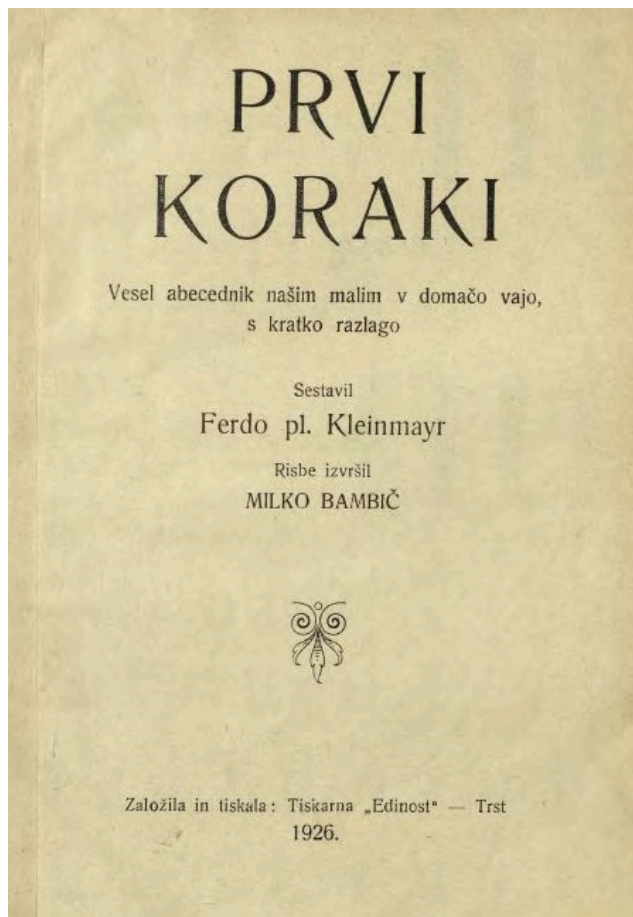 PRVI
KORAKI
Vesel abecednik našim malim v domačo vajo,
s kratko razlago
Sestavil
Ferdo pl. Kleinmayr
Risbe izvršil
MILKO BAMBIČ
Založila in tiskala: Tiskarna „Edinost“ — Trst
1926.